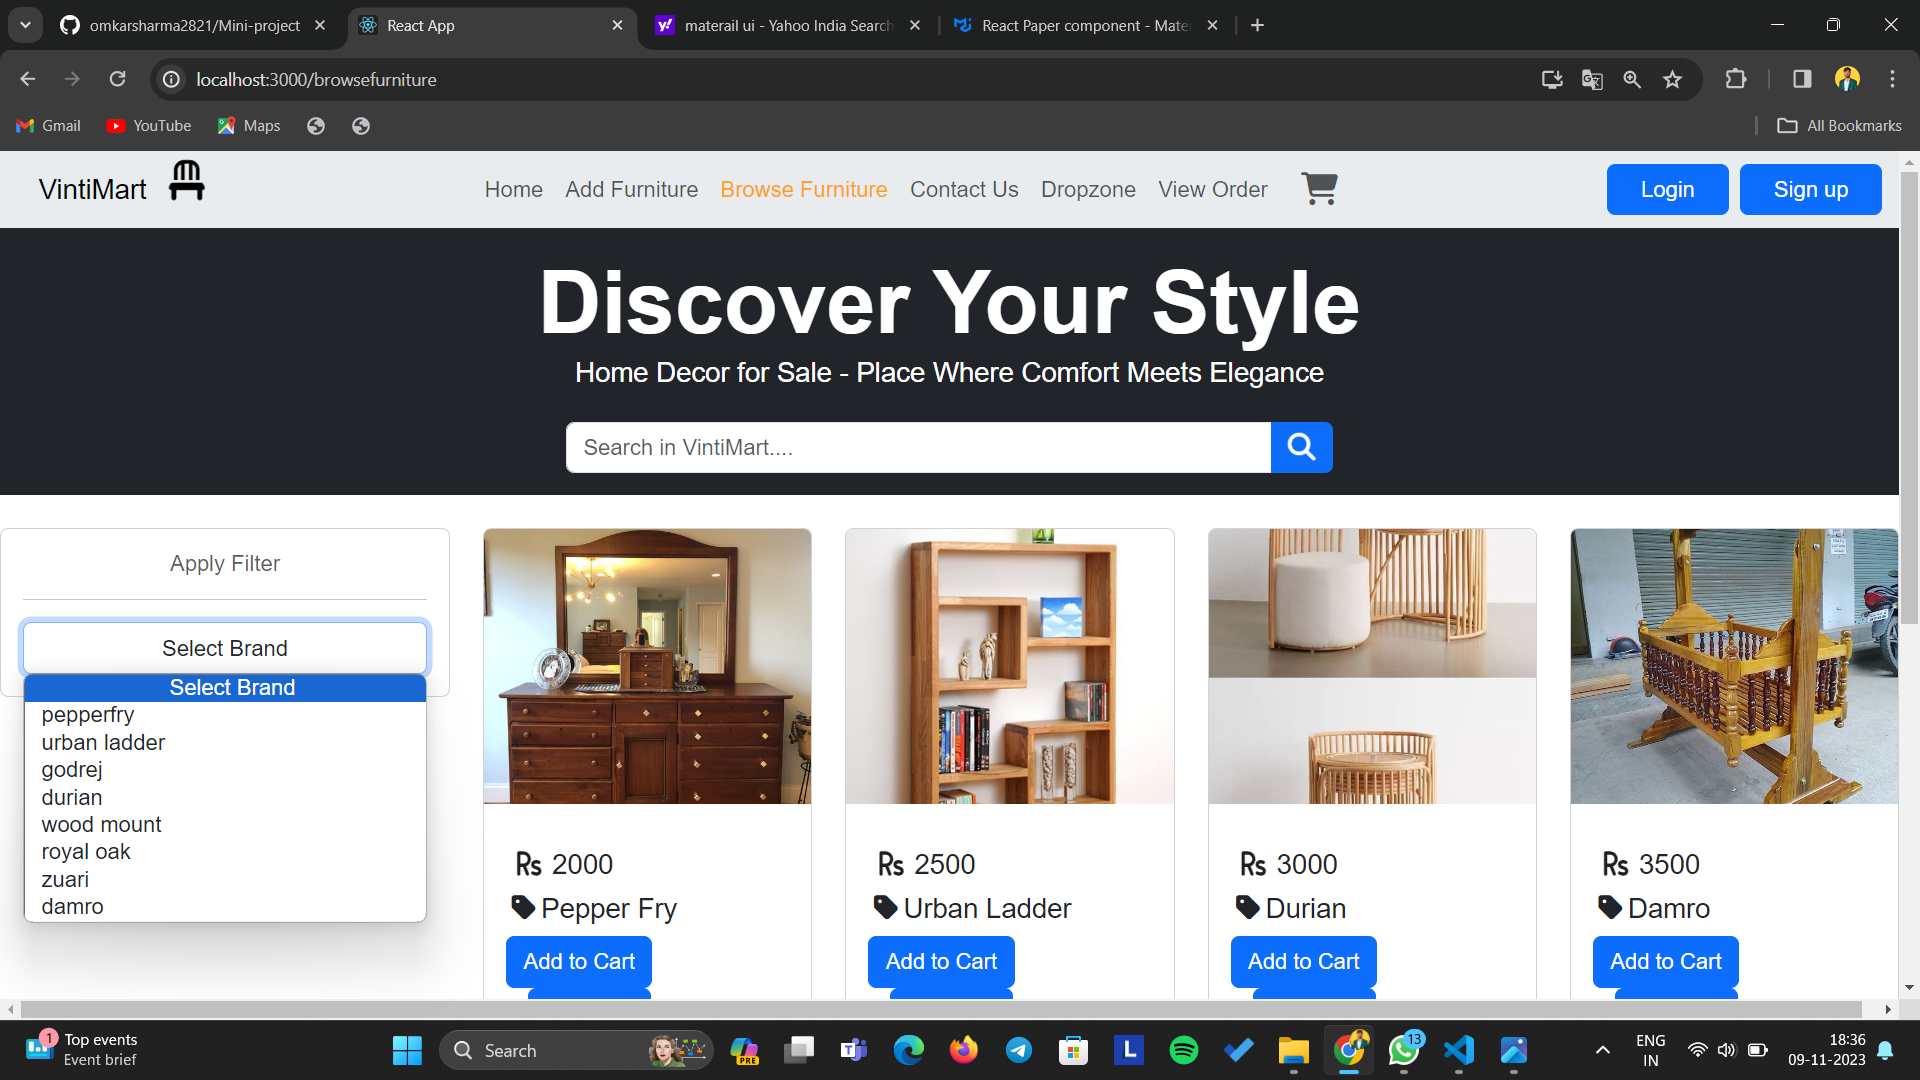 omkarsharma2821/Mini-project
React App
materail ui - Yahoo India Search
React Paper component - Mate
localhost:3000/browsefurniture
Gmail
YouTube
Maps
All Bookmarks
VintiMart
Home
Add Furniture
Browse Furniture
Contact Us
Dropzone
View Order
Login
Sign up
Discover Your Style
Home Decor for Sale - Place Where Comfort Meets Elegance
Search in VintiMart....
Apply Filter
Select Brand
Select Brand
pepperfry
urban ladder
godrej
durian
wood mount
royal oak
zuari
damro
Rs 2000
Pepper Fry
Add to Cart
Rs 2500
Urban Ladder
Add to Cart
Rs 3000
Durian
Add to Cart
Rs 3500
Damro
Add to Cart
1
Top events
Event brief
Search
PRE
L
13
ENG
IN
18:36
09-11-2023